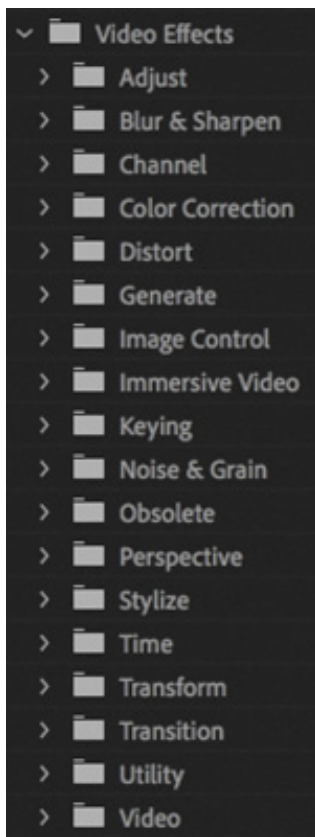 Video Effects
Adjust
Blur & Sharpen
Channel
Color Correction
Distort
Generate
Image Control
Immersive Video
Keying
Noise & Grain
Obsolete
Perspective
Stylize
Time
Transform
Transition
Utility
Video